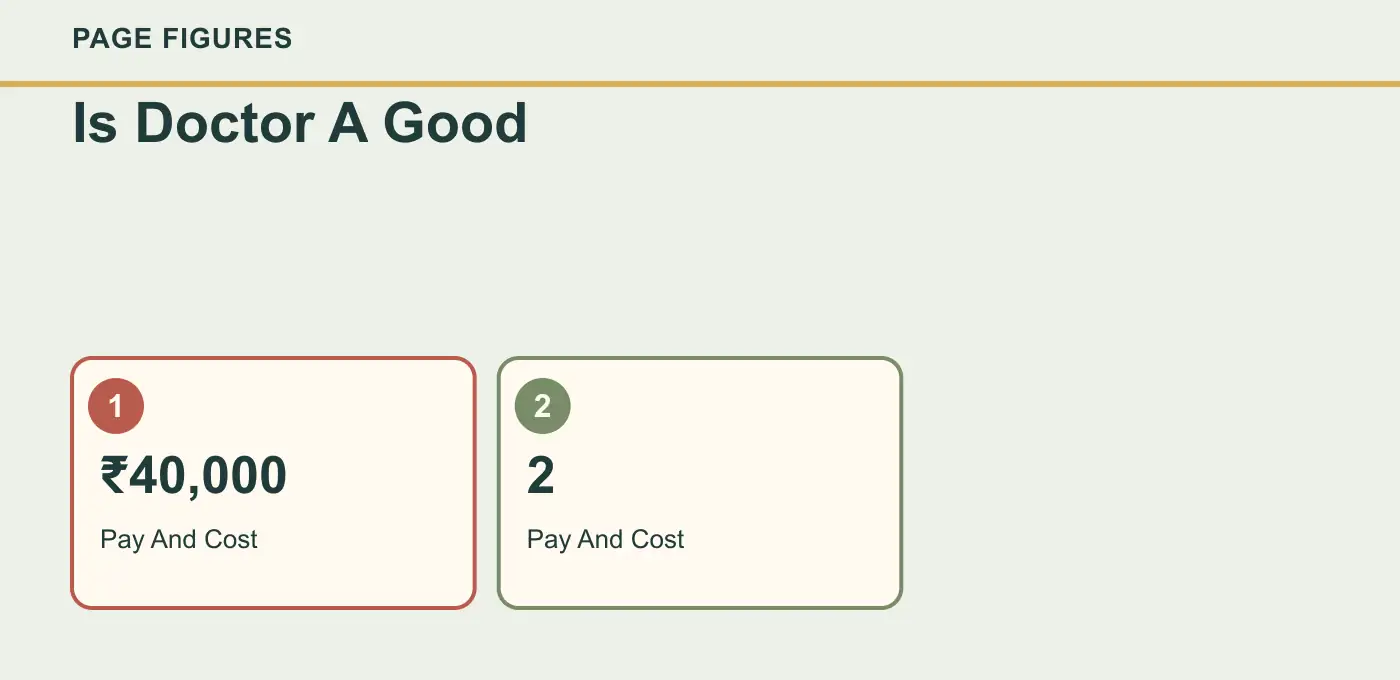 PAGE FIGURES
Is Doctor A Good
1
₹40,000
Pay And Cost
2
2
Pay And Cost